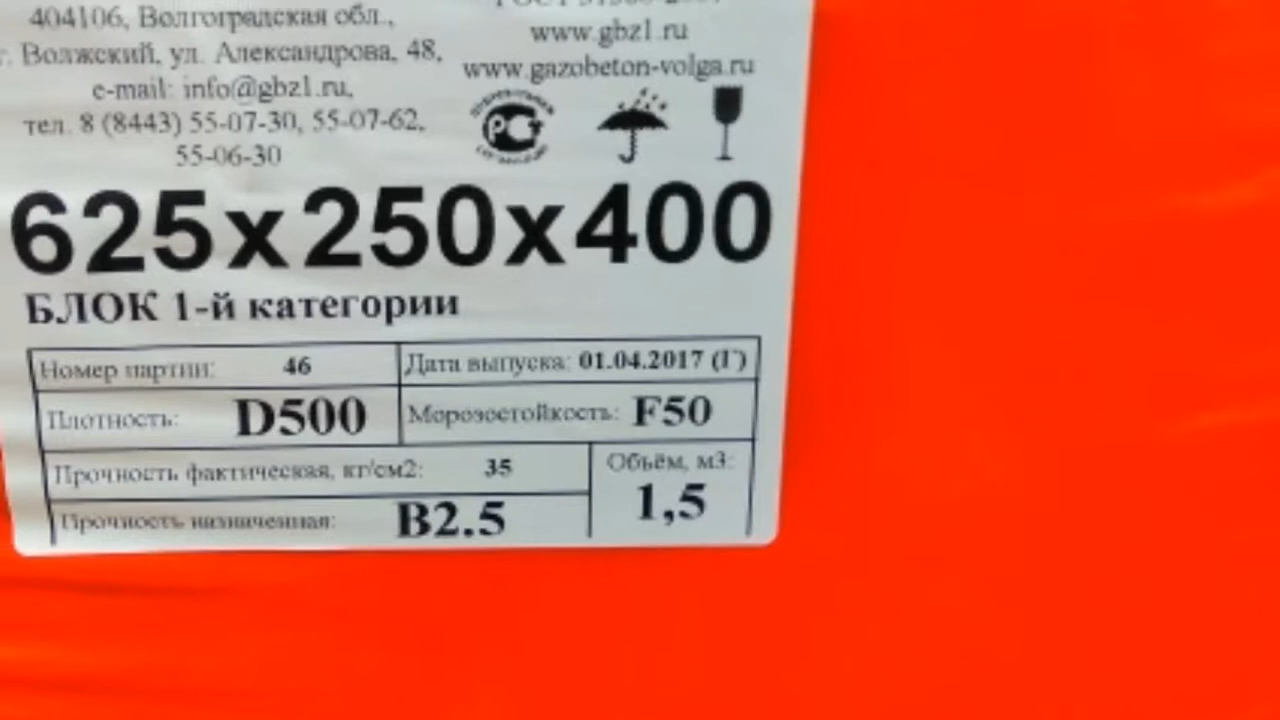 404106, Волгоградская обл.,
г. Волжский, ул. Александрова, 48,
e-mail: info@gbz1.ru,
тел. 8 (8443) 55-07-30, 55-07-62,
55-06-30
www.gbz1.ru
www.gazobeton-volga.ru
РСТ
625x250x400
БЛОК 1-й категории
Номер партии: 46
Дата выпуска: 01.04.2017 (Г)
Плотность: D500
Морозостойкость: F50
Прочность фактическая, кг/см2: 35
Объём, м3:
1,5
Прочность назначенная: B2.5